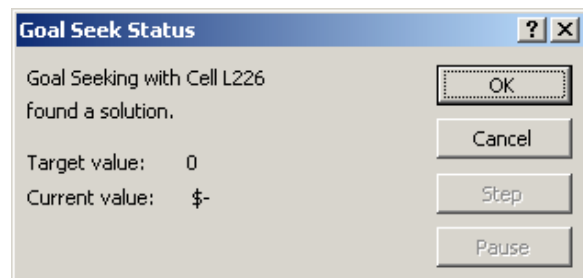 Goal Seek Status
? X
Goal Seeking with Cell L226
found a solution.
Target value: 0
Current value: $-
OK
Cancel
Step
Pause